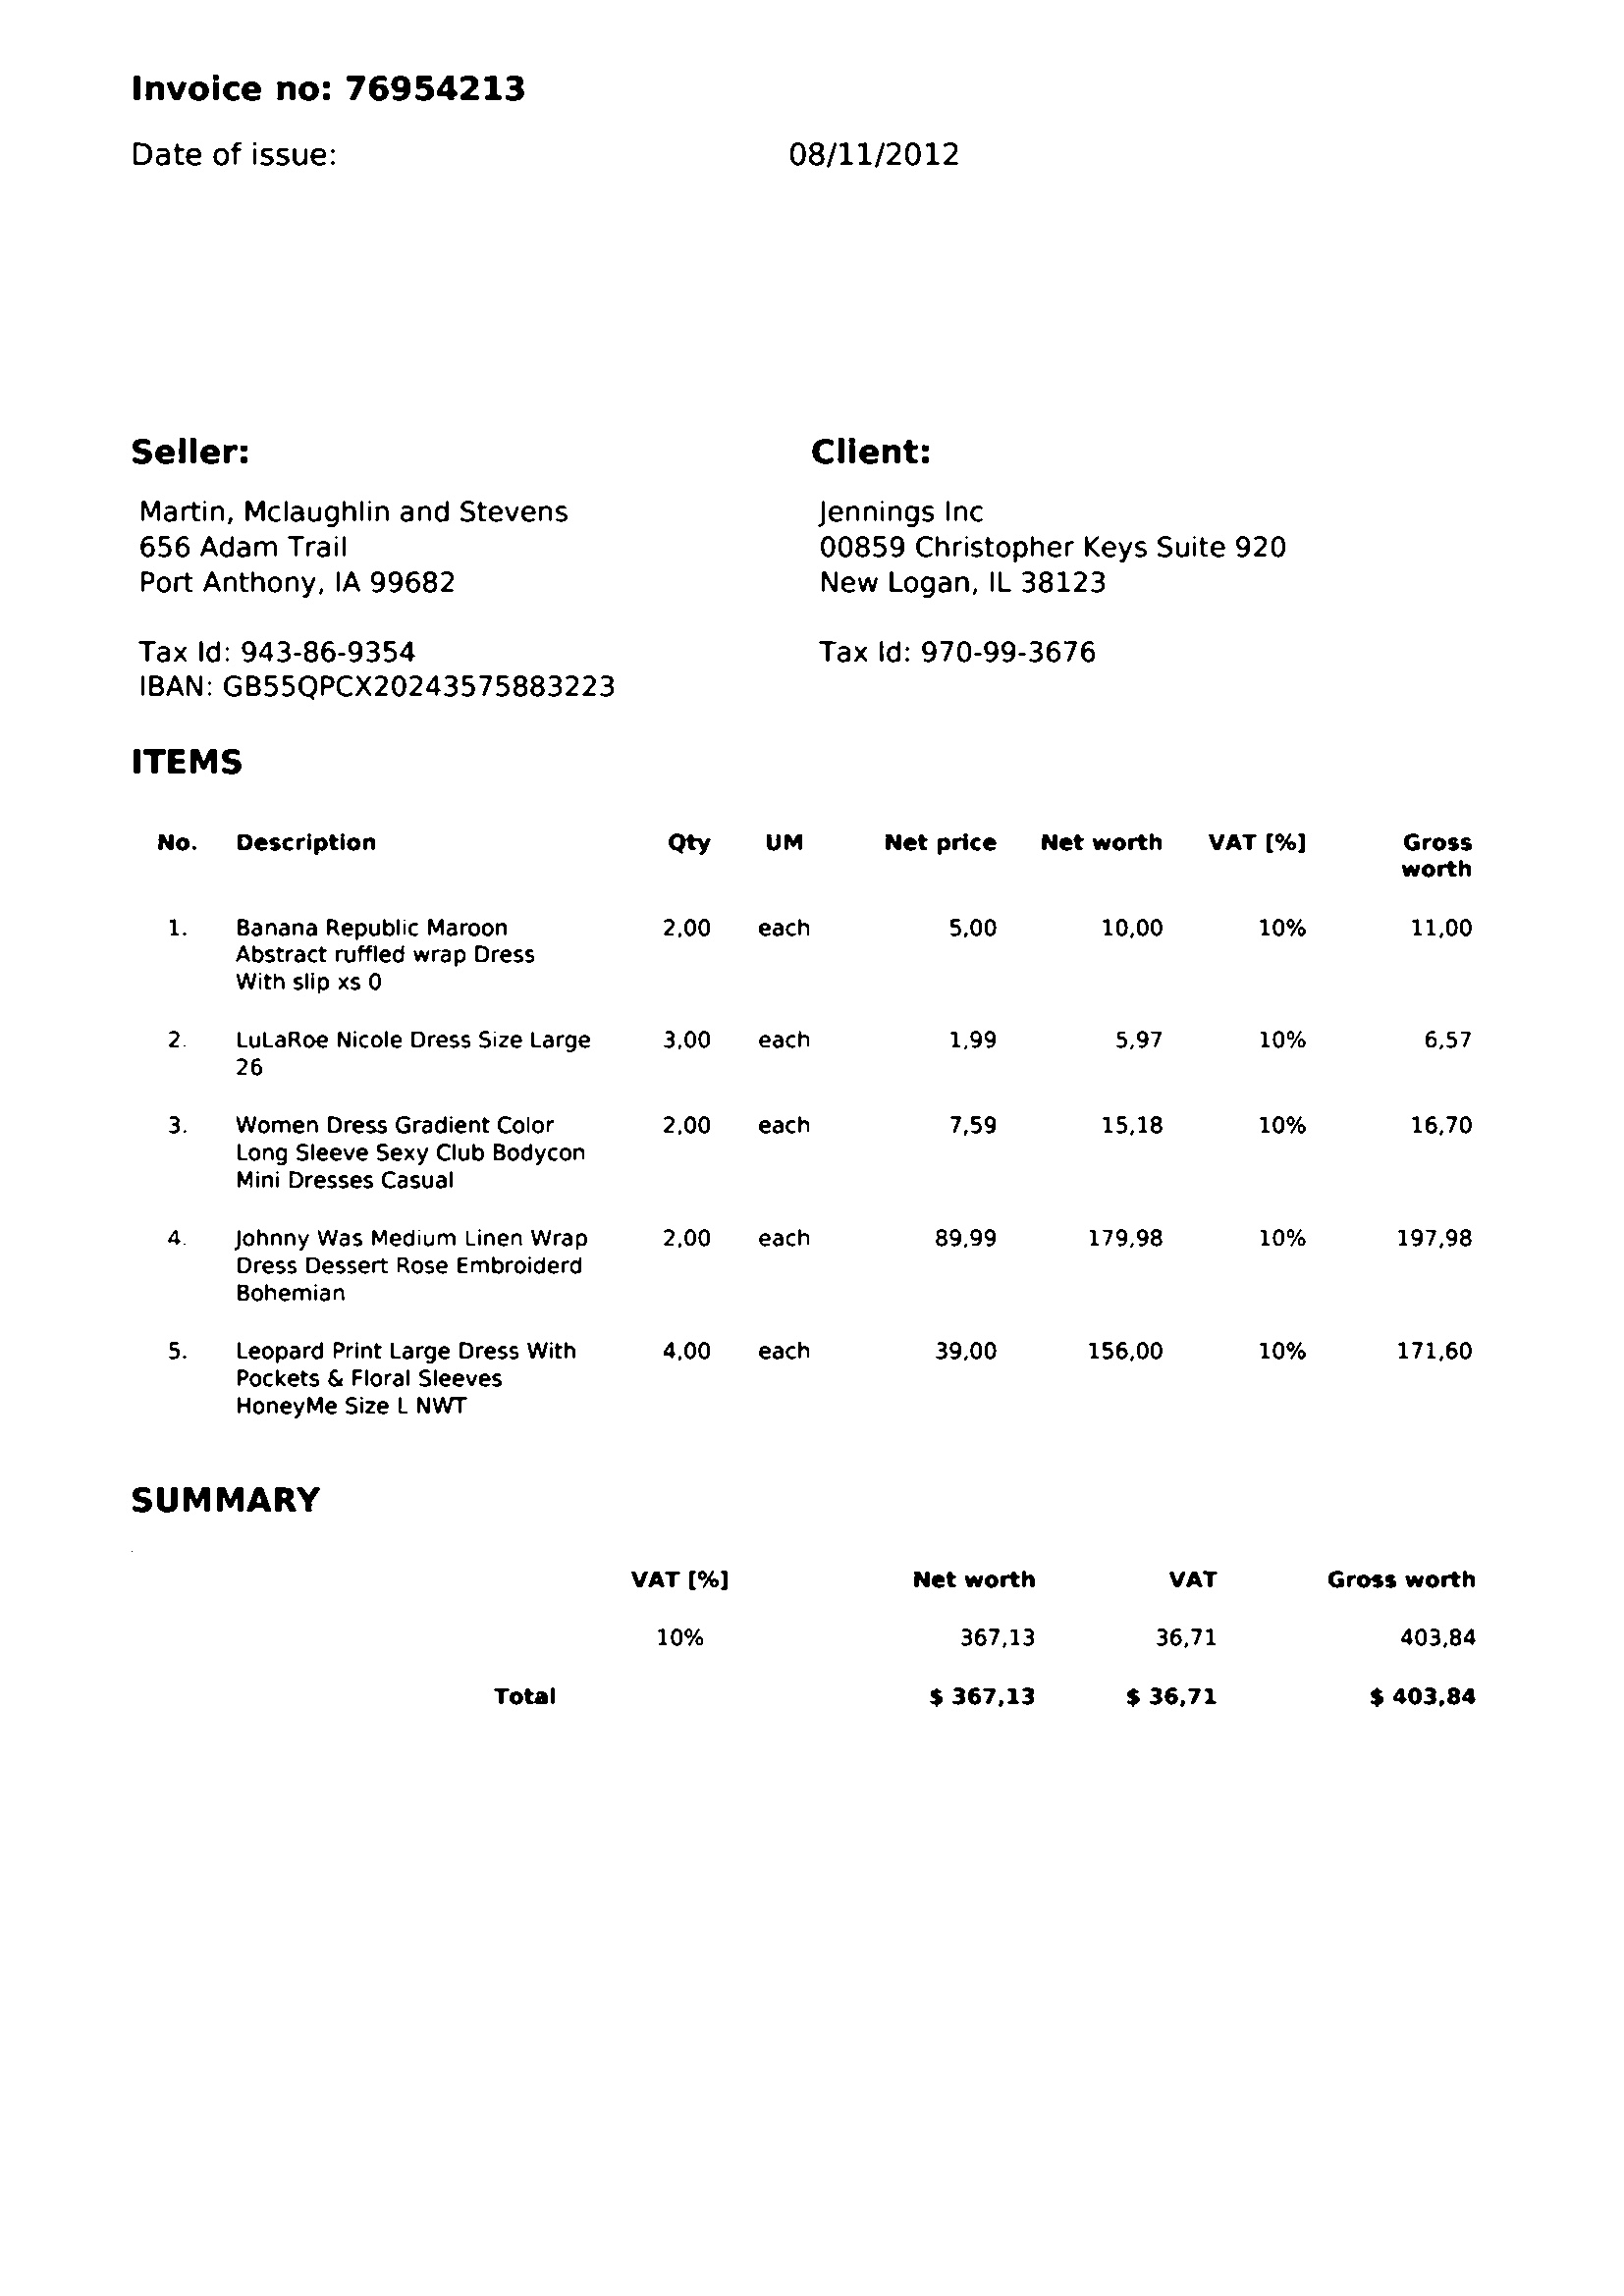 Invoice no: 76954213
Date of issue: 08/11/2012
Seller: Client:
Martin, Mclaughlin and Stevens Jennings Inc
656 Adam Trail 00859 Christopher Keys Suite 920
Port Anthony, IA 99682 New Logan, IL 38123
Tax Id: 943-86-9354 Tax Id: 970-99-3676
IBAN: GB55QPCX20243575883223
ITEMS
No. Description Qty UM Net price Net worth VAT [%] Gross
worth
1. Banana Republic Maroon 2,00 each 5,00 10,00 10% 11,00
Abstract ruffled wrap Dress
With slip xs 0
2. LuLaRoe Nicole Dress Size Large 3,00 each 1,99 5,97 10% 6,57
26
3. Women Dress Gradient Color 2,00 each 7,59 15,18 10% 16,70
Long Sleeve Sexy Club Bodycon
Mini Dresses Casual
4. Johnny Was Medium Linen Wrap 2,00 each 89,99 179,98 10% 197,98
Dress Dessert Rose Embroiderd
Bohemian
5. Leopard Print Large Dress With 4,00 each 39,00 156,00 10% 171,60
Pockets & Floral Sleeves
HoneyMe Size L NWT
SUMMARY
VAT [%] Net worth VAT Gross worth
10% 367,13 36,71 403,84
Total $ 367,13 $ 36,71 $ 403,84